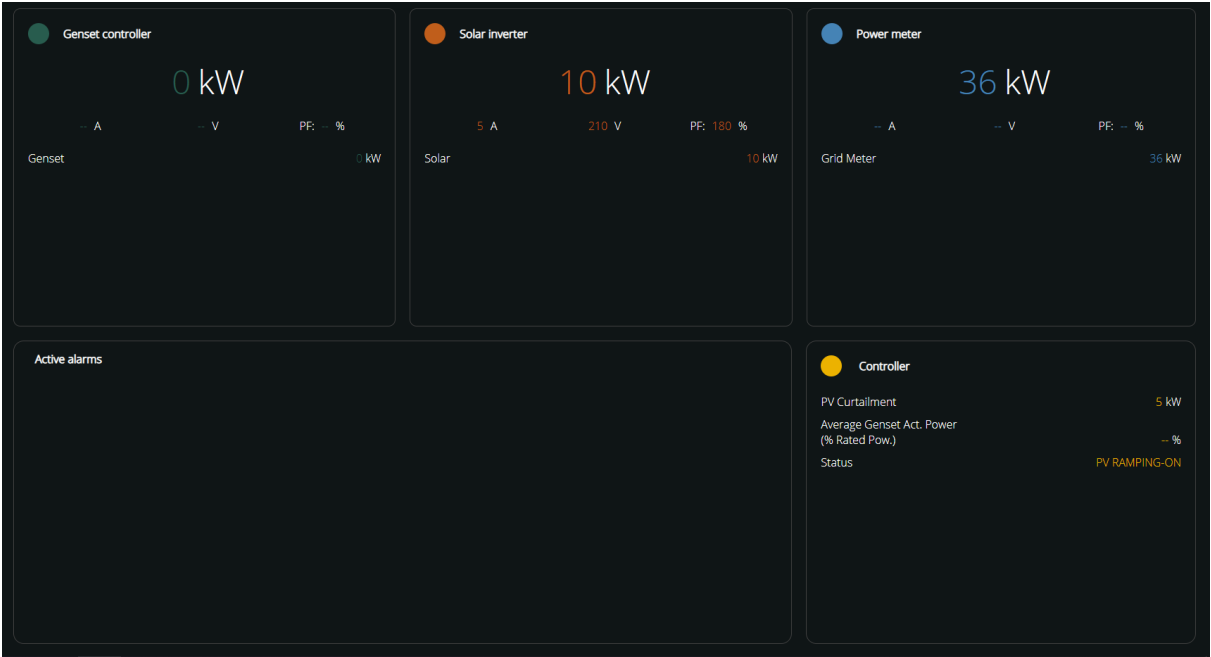 Genset controller
0 kW
-- A -- V PF: -- %
Genset 0 kW
Solar inverter
10 kW
5 A 210 V PF: 180 %
Solar 10 kW
Power meter
36 kW
-- A -- V PF: -- %
Grid Meter 36 kW
Active alarms
Controller
PV Curtailment 5 kW
Average Genset Act. Power
(% Rated Pow.) -- %
Status PV RAMPING-ON